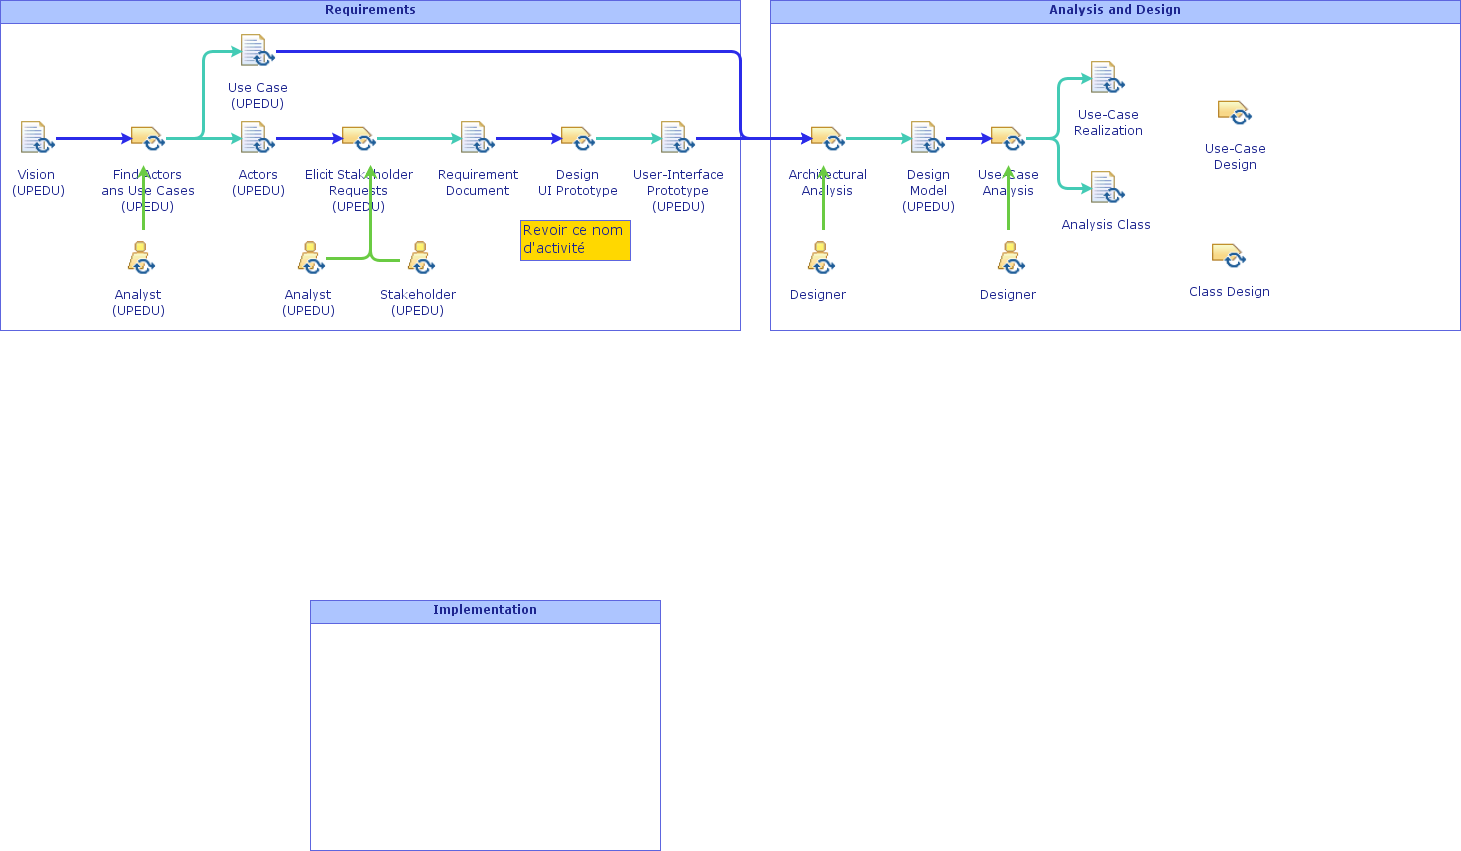 Requirements
Analysis and Design
Use Case
(UPEDU)
Vision
(UPEDU)
Find Actors
ans Use Cases
(UPEDU)
Actors
(UPEDU)
Elicit Stakeholder
Requests
(UPEDU)
Requirement
Document
Design
UI Prototype
User-Interface
Prototype
(UPEDU)
Revoir ce nom
d'activité
Analyst
(UPEDU)
Analyst
(UPEDU)
Stakeholder
(UPEDU)
Architectural
Analysis
Design
Model
(UPEDU)
Use-Case
Analysis
Use-Case
Realization
Analysis Class
Use-Case
Design
Class Design
Designer
Designer
Implementation